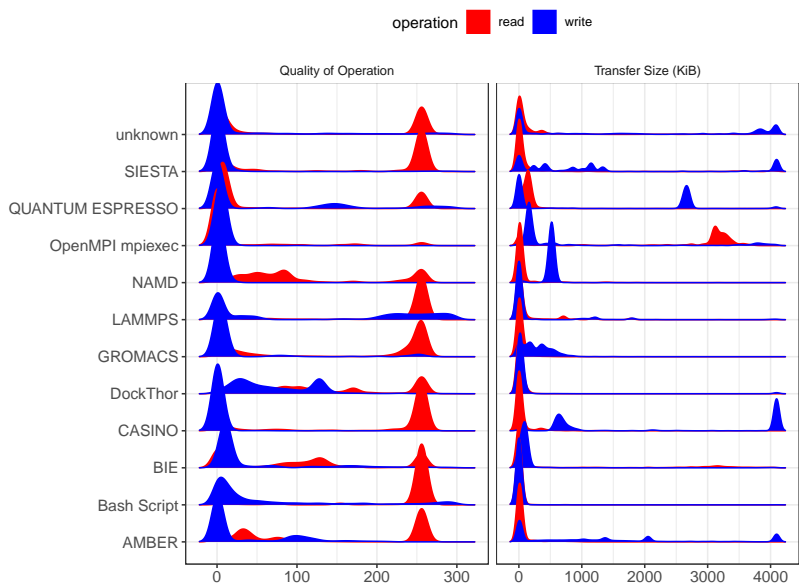 operation read write
Quality of Operation Transfer Size (KiB)
unknown
SIESTA
QUANTUM ESPRESSO
OpenMPI mpiexec
NAMD
LAMMPS
GROMACS
DockThor
CASINO
BIE
Bash Script
AMBER
0 100 200 300 0 1000 2000 3000 4000